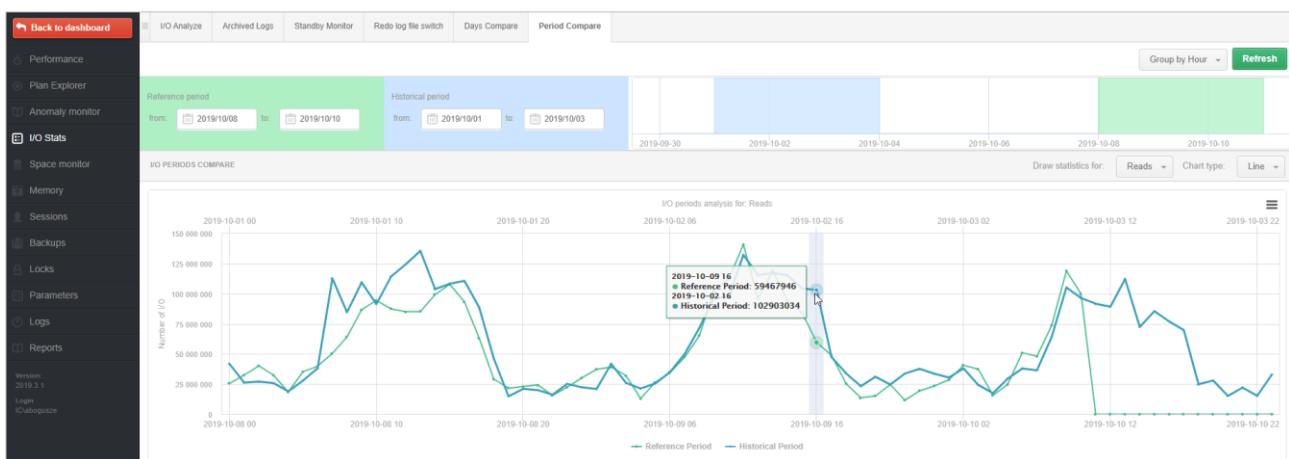 Back to dashboard
I/O Analyze Archived Logs Standby Monitor Redo log file switch Days Compare Period Compare
Performance
Plan Explorer
Anomaly monitor
I/O Stats
Space monitor
Memory
Sessions
Backups
Locks
Parameters
Logs
Reports
Version:
2019.3.1
Login
IC\abogusze
Group by Hour Refresh
Reference period
from: 2019/10/08 to: 2019/10/10
Historical period
from: 2019/10/01 to: 2019/10/03
2019-09-30 2019-10-02 2019-10-04 2019-10-06 2019-10-08 2019-10-10
I/O PERIODS COMPARE
Draw statistics for: Reads Chart type: Line
I/O periods analysis for: Reads
2019-10-01 00 2019-10-01 10 2019-10-01 20 2019-10-02 06 2019-10-02 16 2019-10-03 02 2019-10-03 12 2019-10-03 22
Number of I/O
150 000 000
125 000 000
100 000 000
75 000 000
50 000 000
25 000 000
0
2019-10-09 16
Reference Period: 59467946
2019-10-02 16
Historical Period: 102903034
2019-10-08 00 2019-10-08 10 2019-10-08 20 2019-10-09 06 2019-10-09 16 2019-10-10 02 2019-10-10 12 2019-10-10 22
Reference Period Historical Period